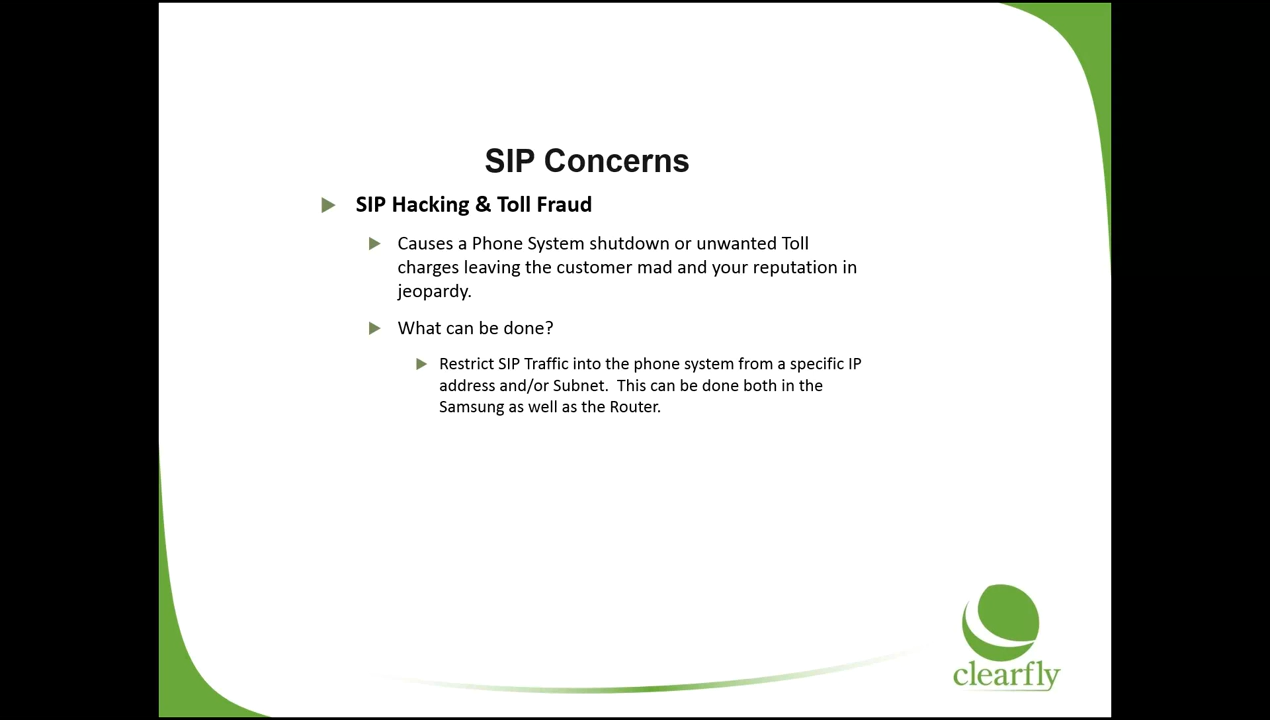 SIP Concerns
SIP Hacking & Toll Fraud
Causes a Phone System shutdown or unwanted Toll
charges leaving the customer mad and your reputation in
jeopardy.
What can be done?
Restrict SIP Traffic into the phone system from a specific IP
address and/or Subnet.  This can be done both in the
Samsung as well as the Router.
clearfly